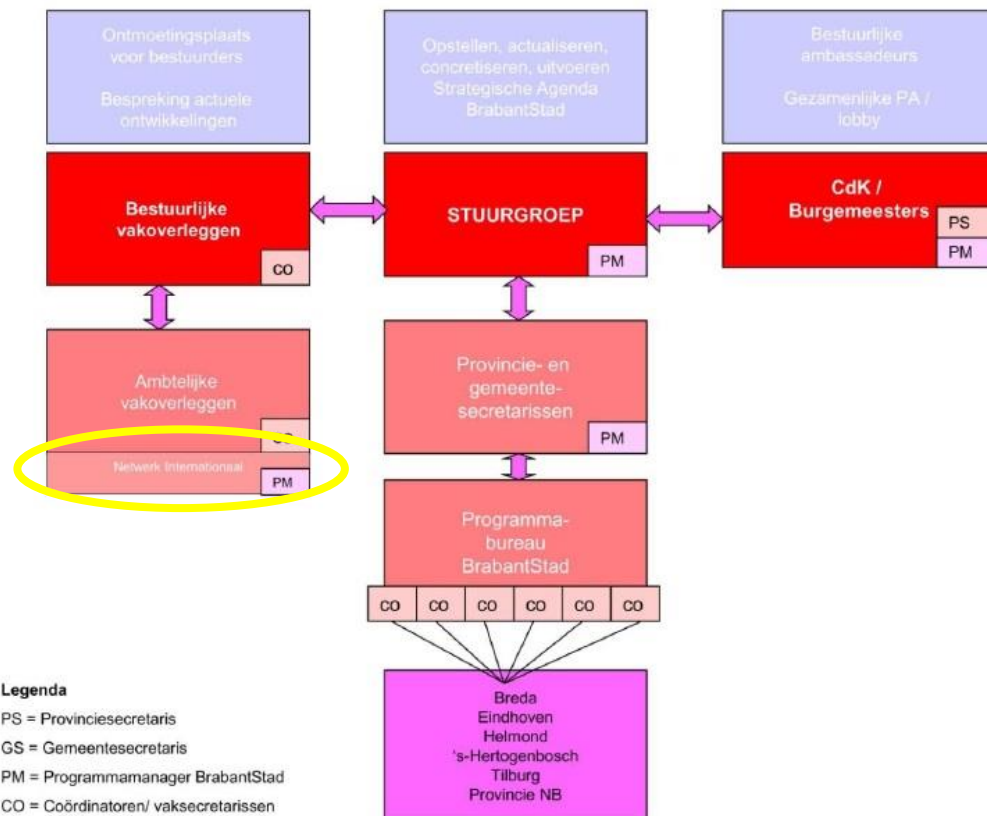 Ontmoetingsplaats
voor bestuurders
Bespreking actuele
ontwikkelingen
Opstellen, actualiseren,
concretiseren, uitvoeren
Strategische Agenda
BrabantStad
Bestuurlijke
ambassadeurs
Gezamenlijke PA /
lobby
Bestuurlijke
vakoverleggen
CO
STUURGROEP
PM
CdK /
Burgemeesters
PS
PM
Ambtelijke
vakoverleggen
CO
Netwerk Internationaal
PM
Provincie- en
gemeente-
secretarissen
PM
Programma-
bureau
BrabantStad
CO CO CO CO CO CO
Breda
Eindhoven
Helmond
's-Hertogenbosch
Tilburg
Provincie NB
Legenda
PS = Provinciesecretaris
GS = Gemeentesecretaris
PM = Programmamanager BrabantStad
CO = Coördinatoren/ vaksecretarissen